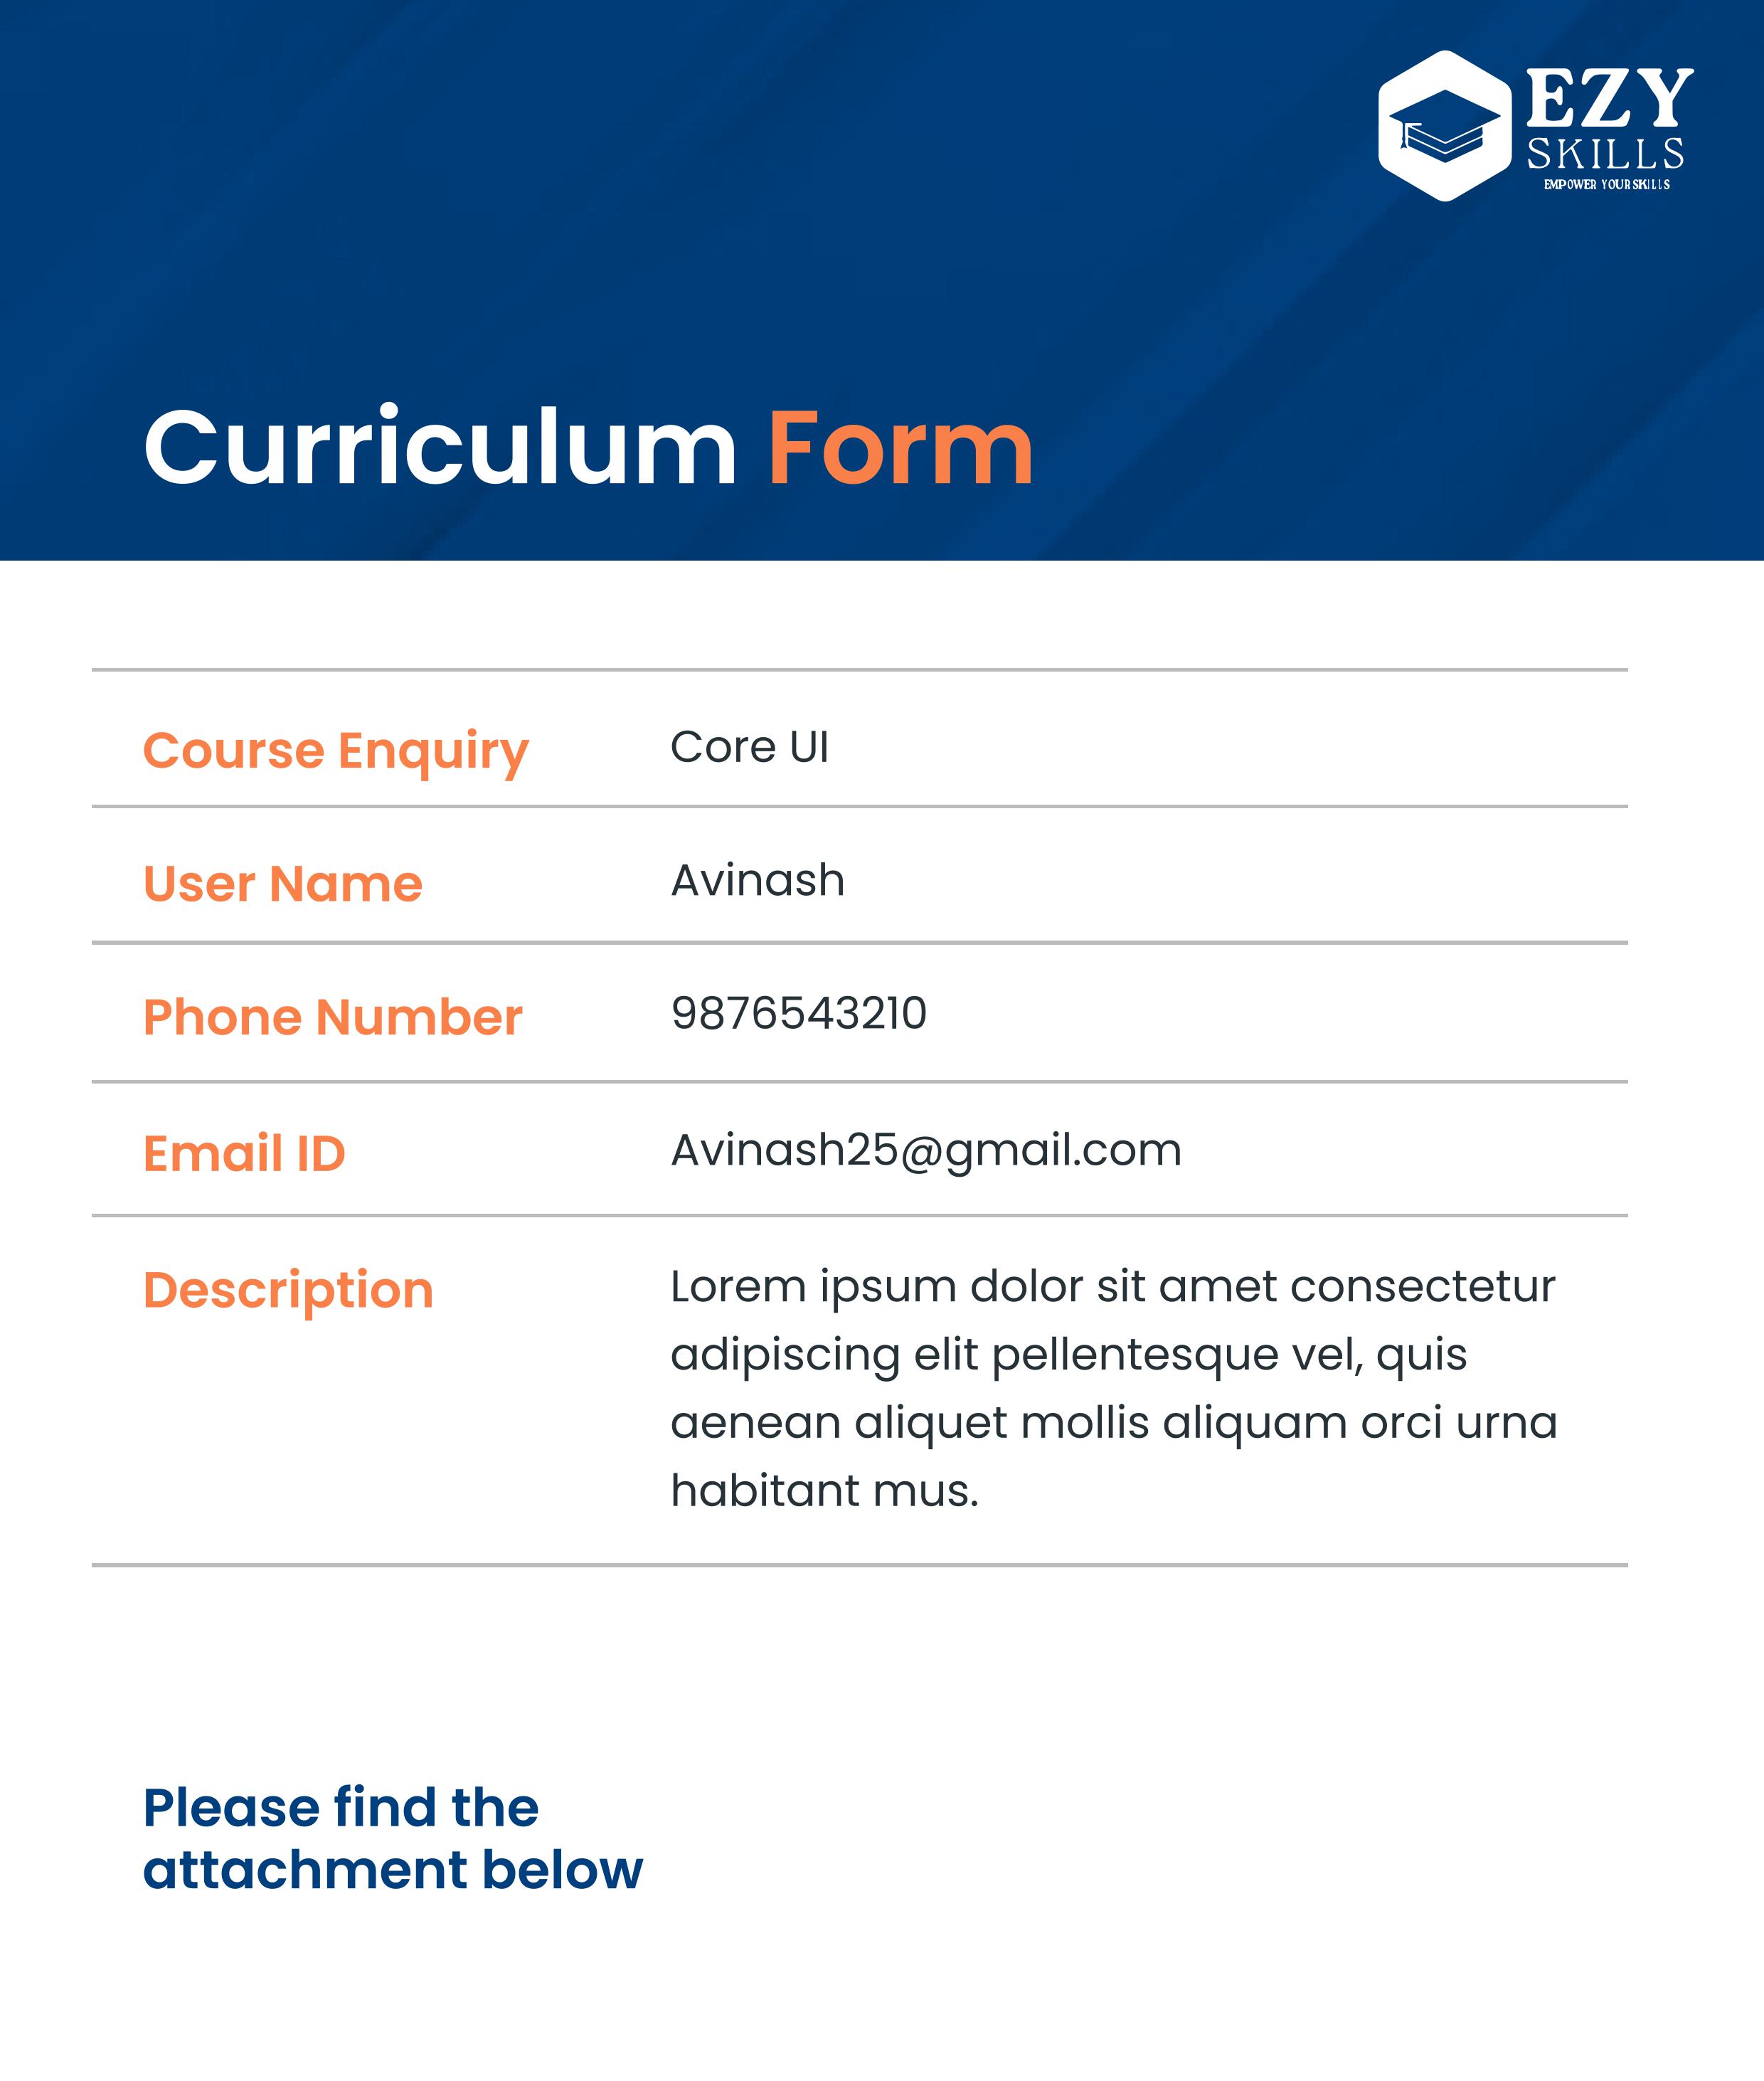 EZY
SKILLS
EMPOWER YOUR SKILLS
Curriculum Form
Course Enquiry Core UI
User Name Avinash
Phone Number 9876543210
Email ID Avinash25@gmail.com
Description Lorem ipsum dolor sit amet consectetur
adipiscing elit pellentesque vel, quis
aenean aliquet mollis aliquam orci urna
habitant mus.
Please find the
attachment below